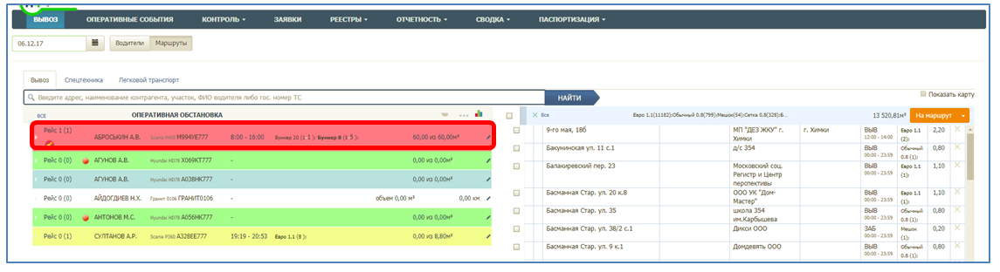 ВЫВОЗ ОПЕРАТИВНЫЕ СОБЫТИЯ КОНТРОЛЬ ЗАЯВКИ РЕЕСТРЫ ОТЧЕТНОСТЬ СВОДКА ПАСПОРТИЗАЦИЯ
06.12.17 Водители Маршруты
Вывоз Спецтехника Легковой транспорт
Введите адрес, наименование контрагента, участок, ФИО водителя либо гос. номер ТС НАЙТИ
Показать карту
ВСЕ ОПЕРАТИВНАЯ ОБСТАНОВКА
Рейс 1 (1) АБРОСЬКИН А.В. Scania P400 М994УЕ777 8:00 - 16:00 Бункер 20 (1 1 ); Бункер 8 (1 5 ); 60,00 из 60,00м³
Рейс 0 (0) АГУНОВ А.В. Hyundai HD78 Х069КТ777 - 0,00 из 0,00м³
Рейс 0 (0) АГУНОВ А.В. Hyundai HD78 А038НК777 - 0,00 из 0,00м³
Рейс 0 (0) АЙДОГДИЕВ Н.Х. Гранит 0106 ГРАНИТ0106 - объем 0,00 м³ 0,00 км
Рейс 0 (0) АНТОНОВ М.С. Hyundai HD78 А056НК777 - 0,00 из 0,00м³
Рейс 0 (1) СУЛТАНОВ А.Р. Scania P360 А328ЕЕ777 19:19 - 20:53 Евро 1.1 (8 ); 0,00 из 8,80м³
Все Евро 1.1(11182);Обычный 0.8(799);Мешок(54);Сетка 0,8(328);Б... 13 520,81м³ На маршрут
9-го мая, 18б МП "ДЕЗ ЖКУ" г. г. Химки ВЫВ Евро 1.1 2,20
Химки 12:00 - 14:00 (2);
Бакунинская ул. 11 с.1 д/с 354 ВЫВ Обычный 0,80
00:00 - 23:59 0.8 (1);
Балакиревский пер. 23 Московский соц. ВЫВ Евро 1.1 1,10
Регистр и Центр 00:00 - 23:59 (1);
перспективы
Басманная Стар. ул. 20 к.8 ООО УК "Дом- ВЫВ Евро 1.1 1,10
Мастер" 00:00 - 23:59 (1);
Басманная Стар. ул. 35 школа 354 ВЫВ Обычный 0,80
им.Карбышева 00:00 - 23:59 0.8 (1);
Басманная Стар. ул. 38/2 с.1 Дикси ООО ЗАБ Мешок 0,20
00:00 - 23:59 (1);
Басманная Стар. ул. 9 к.1 Домдевять ООО ВЫВ Обычный 0,80
00:00 - 23:59 0.8 (1);